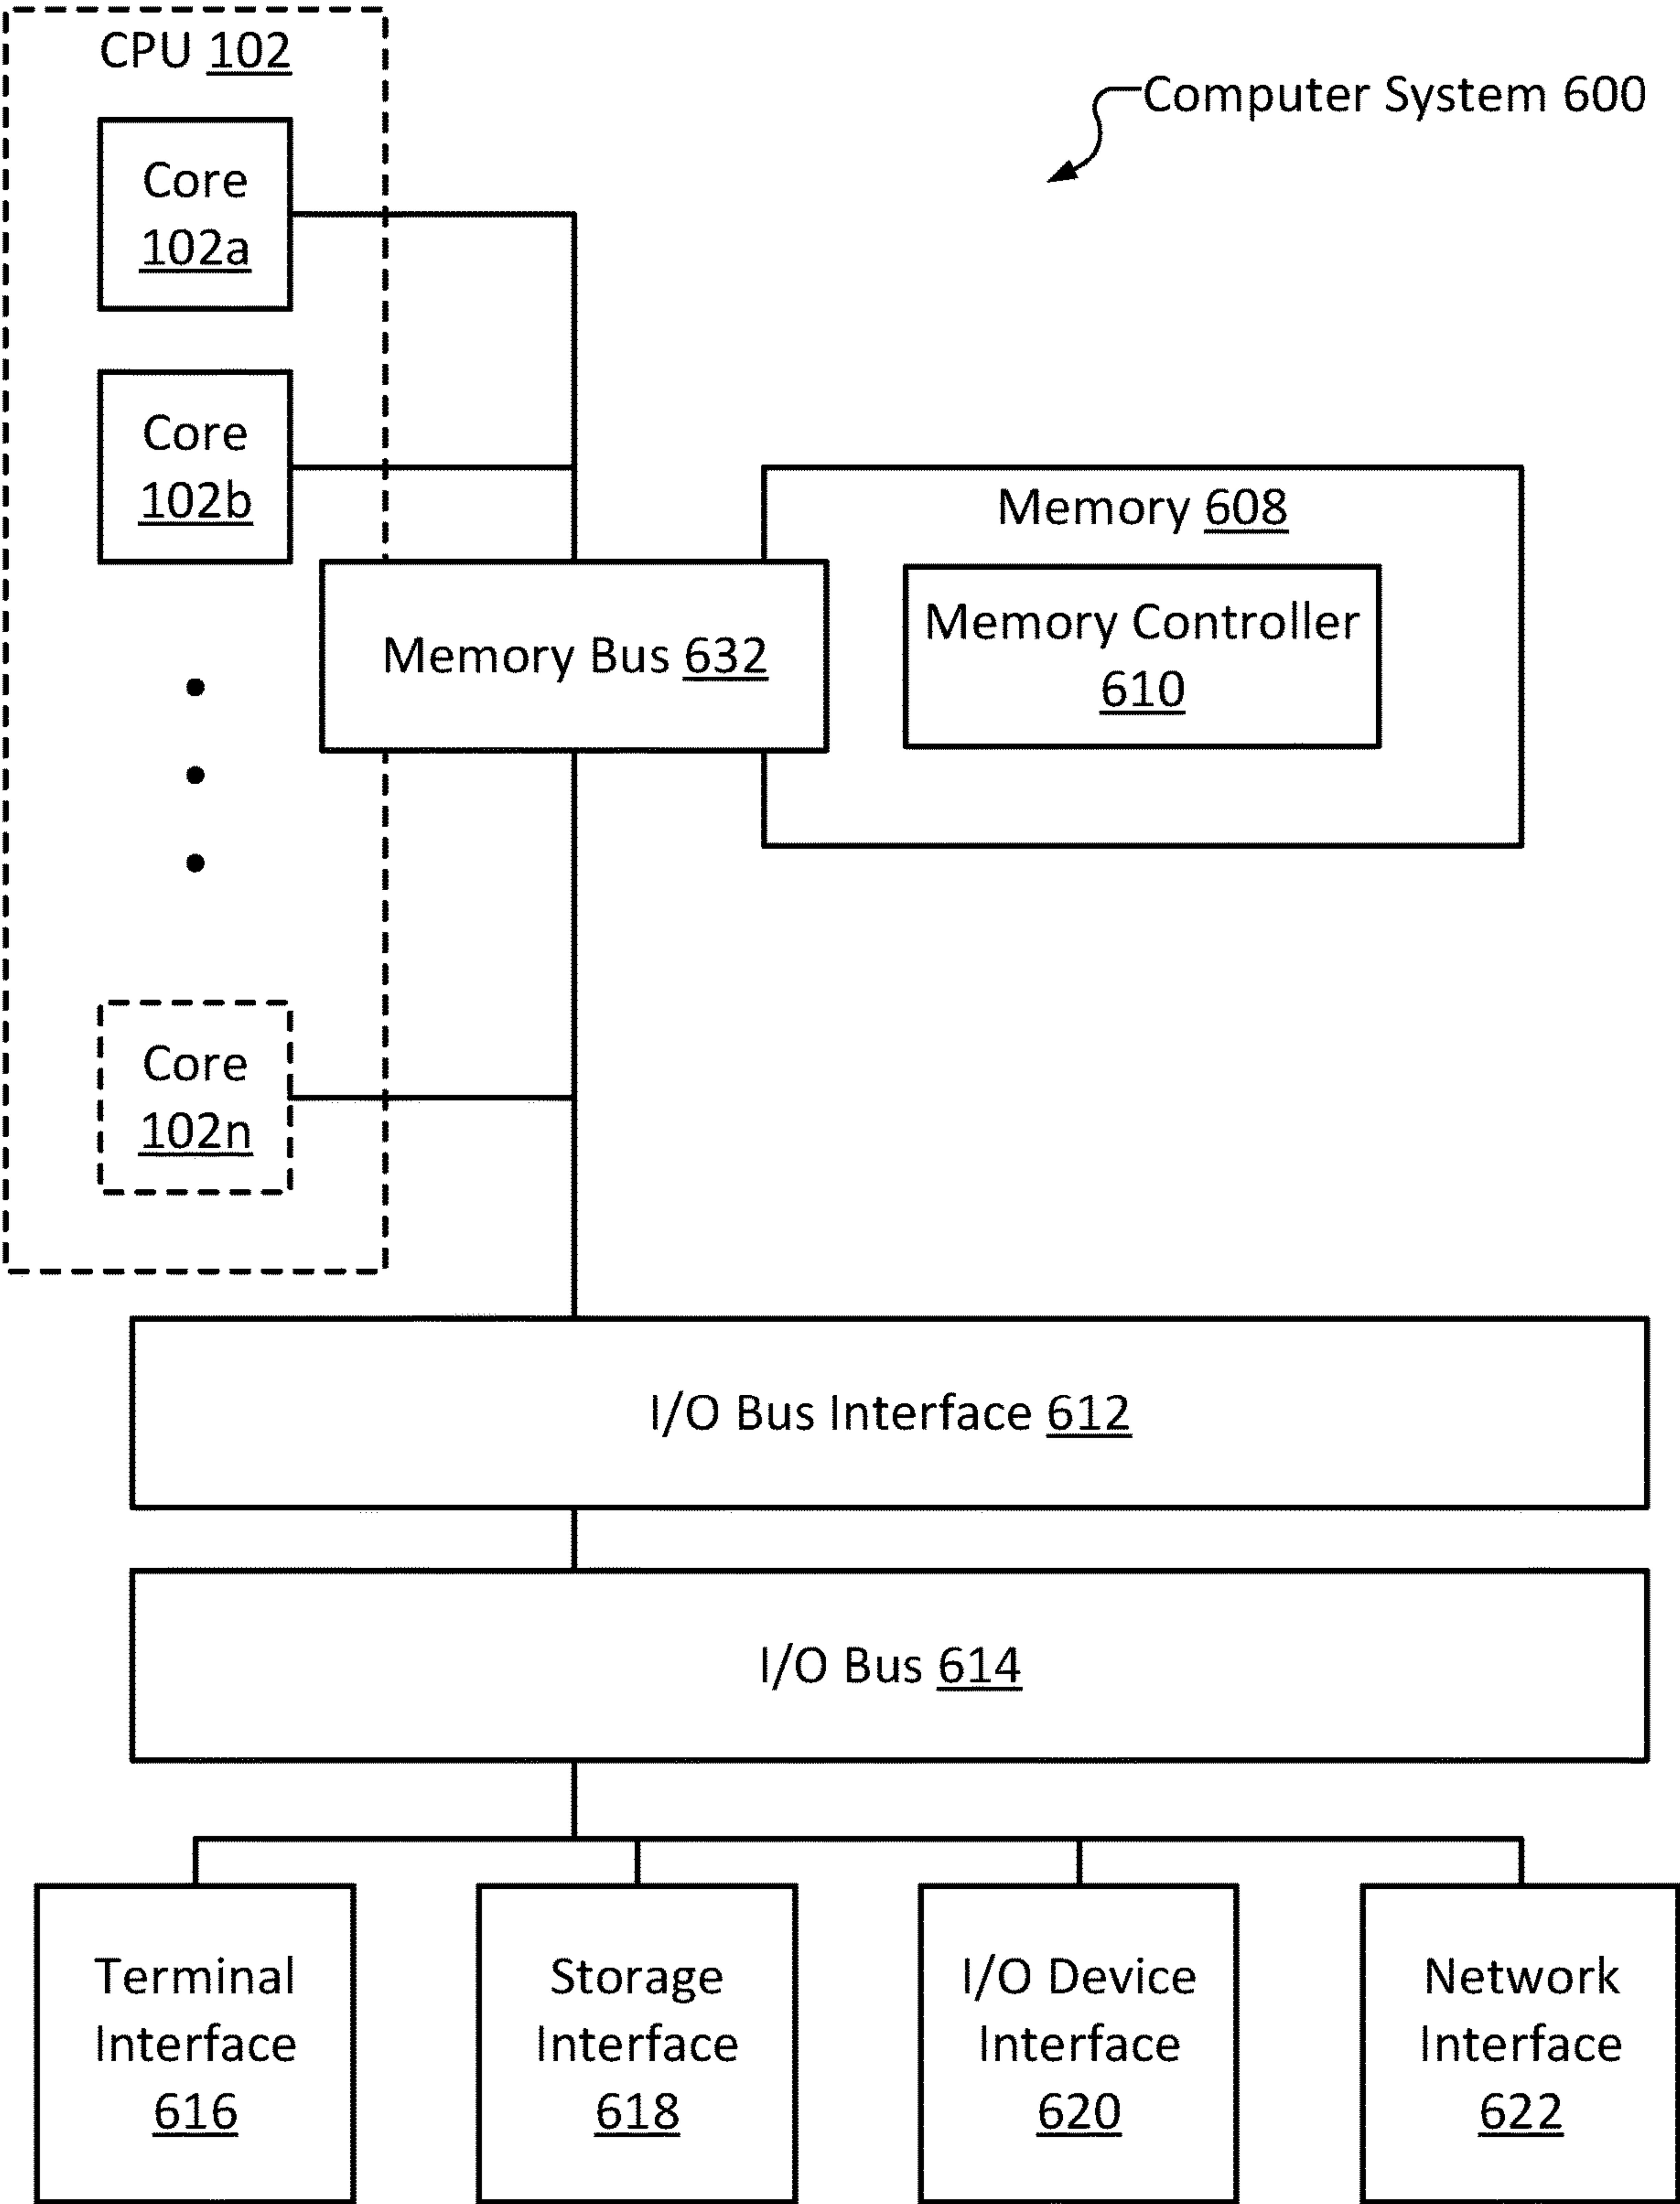 CPU 102
Computer System 600
Core
102a
Core
102b
Memory 608
Memory Controller
610
Memory Bus 632
Core
102n
I/O Bus Interface 612
I/O Bus 614
Terminal
Interface
616
Storage
Interface
618
I/O Device
Interface
620
Network
Interface
622